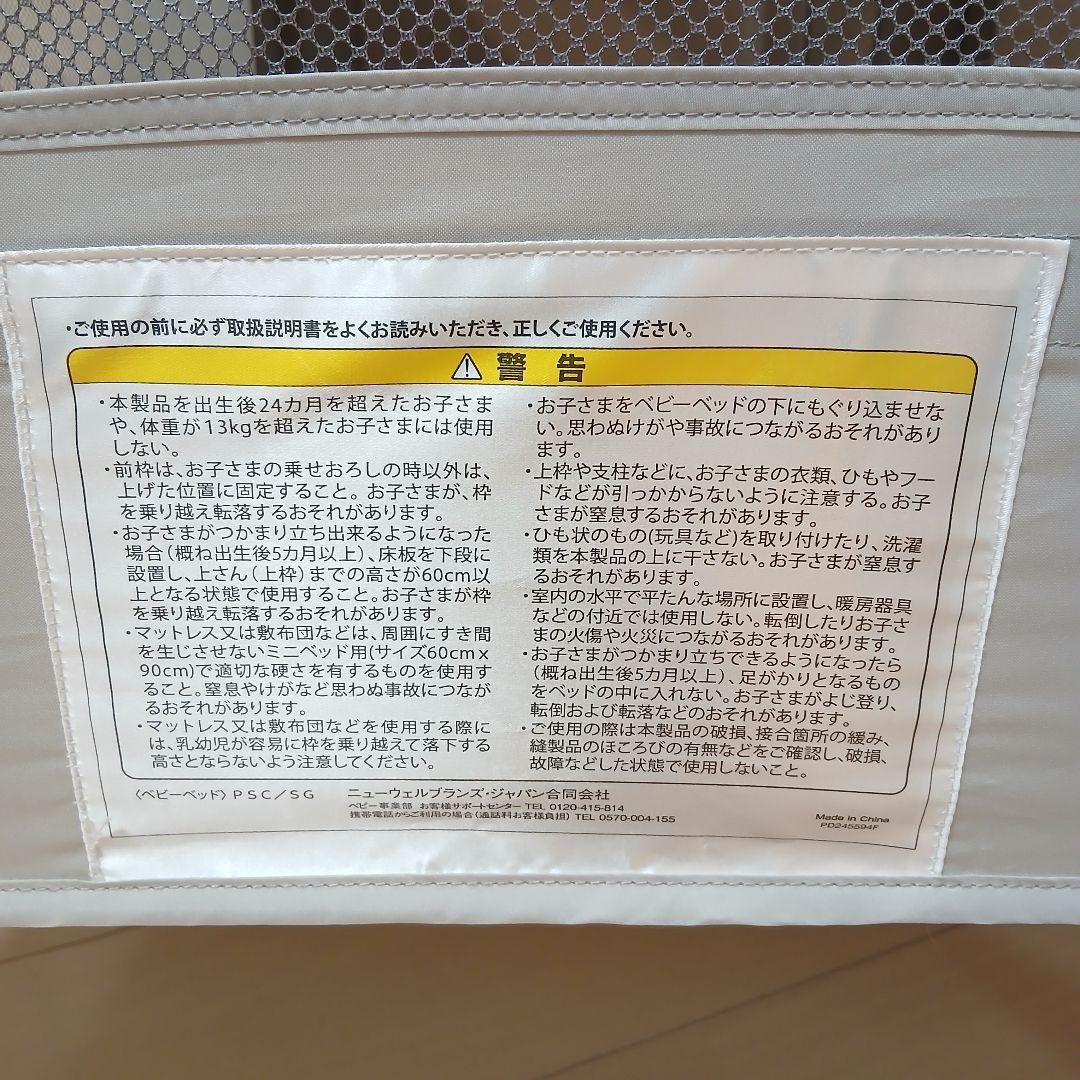 ・ご使用の前に必ず取扱説明書をよくお読みいただき、正しくご使用ください。
⚠ 警告
・本製品を出生後24カ月を超えたお子さま
や、体重が13kgを超えたお子さまには使用
しない。
・前枠は、お子さまの乗せおろしの時以外は、
上げた位置に固定すること。お子さまが、枠
を乗り越え転落するおそれがあります。
・お子さまがつかまり立ち出来るようになった
場合（概ね出生後5カ月以上）、床板を下段に
設置し、上さん（上枠）までの高さが60cm以
上となる状態で使用すること。お子さまが枠
を乗り越え転落するおそれがあります。
・マットレス又は敷布団などは、周囲にすき間
を生じさせないミニベッド用(サイズ60cm×
90cm)で適切な硬さを有するものを使用す
ること。窒息やけがなど思わぬ事故につなが
るおそれがあります。
・マットレス又は敷布団などを使用する際に
は、乳幼児が容易に枠を乗り越えて落下する
高さとならないよう注意してください。
・お子さまをベビーベッドの下にもぐり込ませな
い。思わぬけがや事故につながるおそれがあり
ます。
・上枠や支柱などに、お子さまの衣類、ひもやフー
ドなどが引っかからないように注意する。お子
さまが窒息するおそれがあります。
・ひも状のもの(玩具など)を取り付けたり、洗濯
類を本製品の上に干さない。お子さまが窒息す
るおそれがあります。
・室内の水平で平たんな場所に設置し、暖房器具
などの付近では使用しない。転倒したりお子さ
まの火傷や火災につながるおそれがあります。
・お子さまがつかまり立ちできるようになったら
（概ね出生後5カ月以上）、足がかりとなるもの
をベッドの中に入れない。お子さまがよじ登り、
転倒および転落などのおそれがあります。
・ご使用の際は本製品の破損、接合箇所の緩み、
縫製品のほころびの有無などをご確認し、破損、
故障などした状態で使用しないこと。
〈ベビーベッド〉PSC／SG
ニューウェルブランズ・ジャパン合同会社
ベビー事業部 お客様サポートセンター TEL 0120-415-814
携帯電話からご利用の場合（通話料お客様負担）TEL 0570-004-155
Made in China
PD245594F